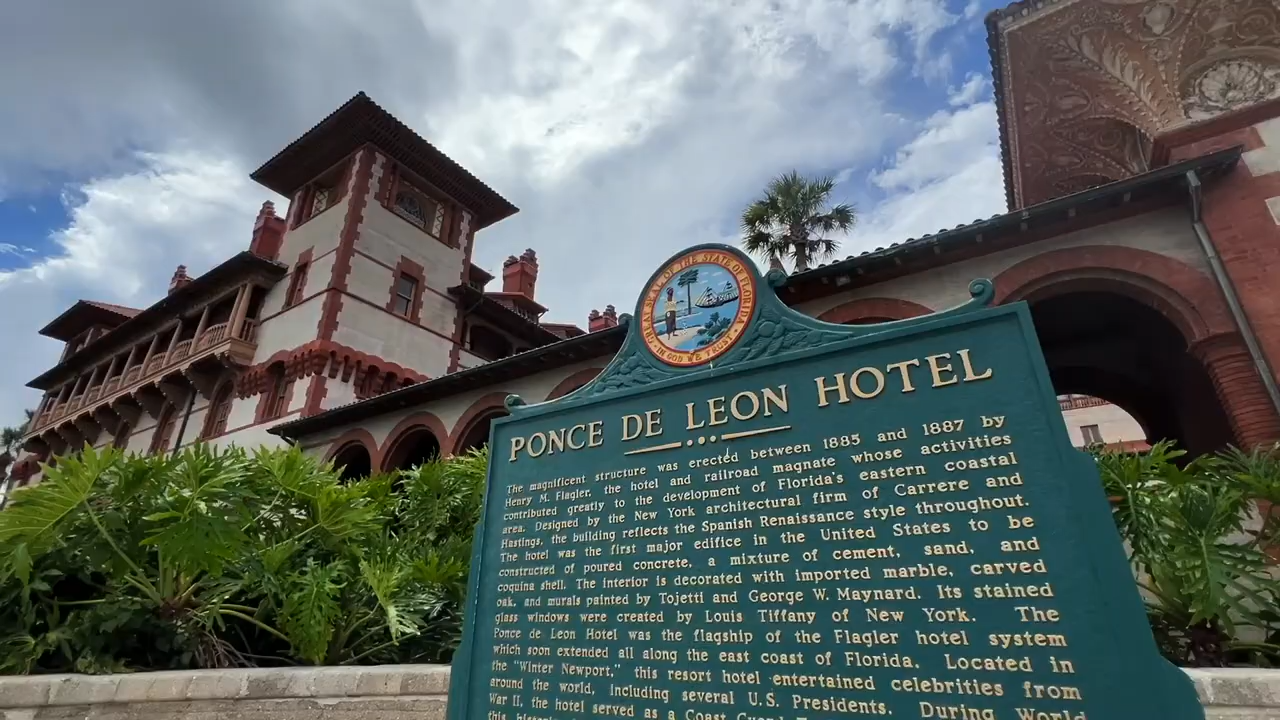 GREAT SEAL OF THE STATE OF FLORIDA
IN GOD WE TRUST
PONCE DE LEON HOTEL
The magnificent structure was erected between 1885 and 1887 by
Henry M. Flagler, the hotel and railroad magnate whose activities
contributed greatly to the development of Florida's eastern coastal
area. Designed by the New York architectural firm of Carrere and
Hastings, the building reflects the Spanish Renaissance style throughout.
The hotel was the first major edifice in the United States to be
constructed of poured concrete, a mixture of cement, sand, and
coquina shell. The interior is decorated with imported marble, carved
oak, and murals painted by Tojetti and George W. Maynard. Its stained
glass windows were created by Louis Tiffany of New York. The
Ponce de Leon Hotel was the flagship of the Flagler hotel system
which soon extended all along the east coast of Florida. Located in
the "Winter Newport," this resort hotel entertained celebrities from
around the world, including several U.S. Presidents. During World
War II, the hotel served as a Coast Guard
this